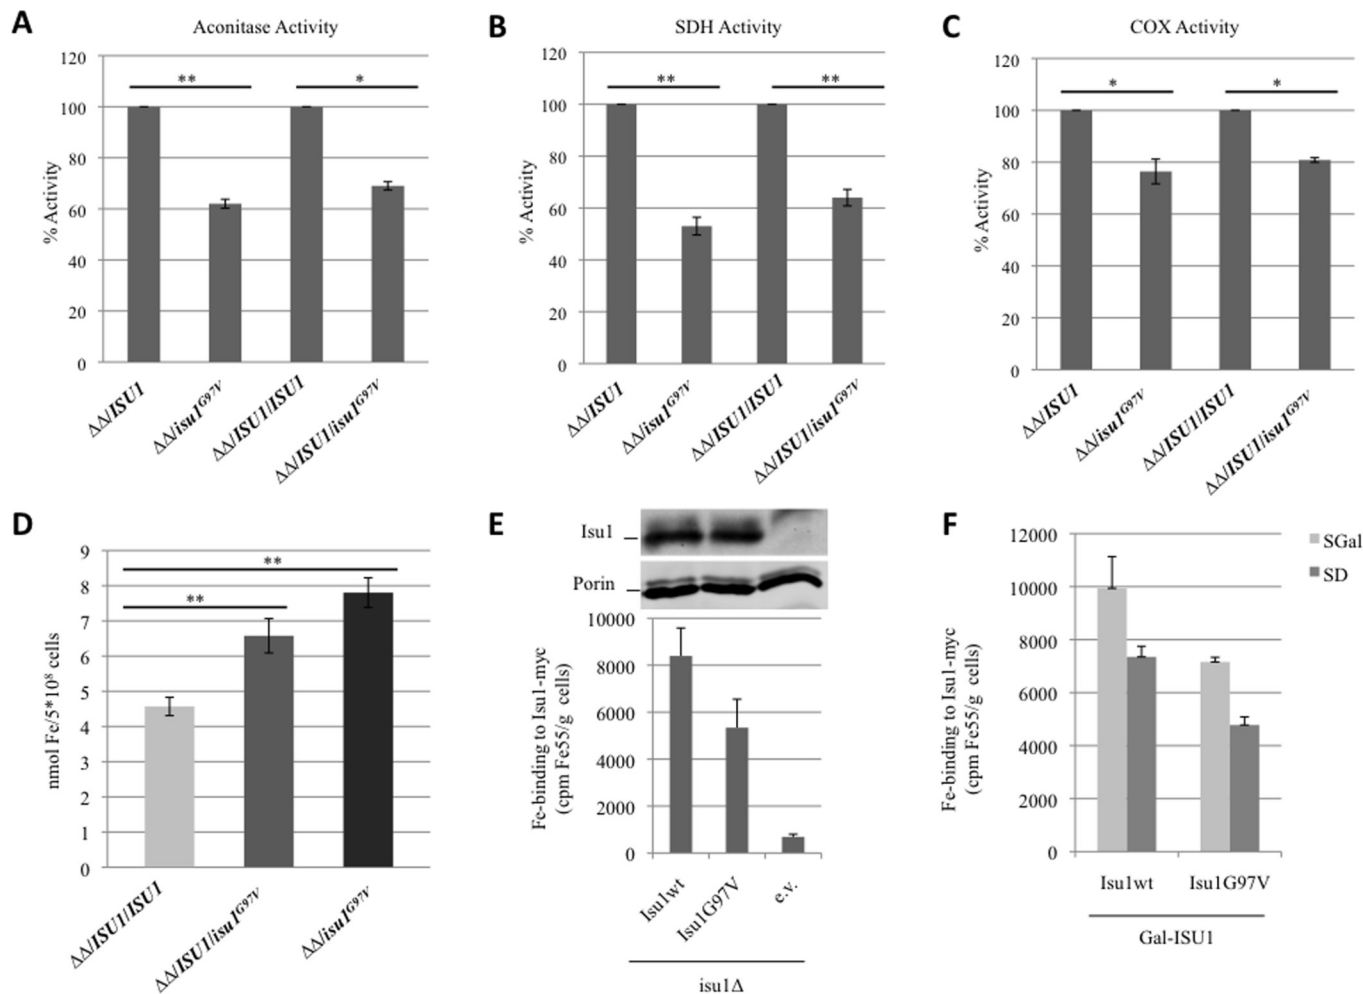 A
Aconitase Activity
% Activity
120
100
80
60
40
20
0
**
*
ΔΔ/ISU1
ΔΔ/isu1G97V
ΔΔ/ISU1/ISU1
ΔΔ/ISU1/isu1G97V
B
SDH Activity
% Activity
120
100
80
60
40
20
0
**
**
ΔΔ/ISU1
ΔΔ/isu1G97V
ΔΔ/ISU1/ISU1
ΔΔ/ISU1/isu1G97V
C
COX Activity
% Activity
120
100
80
60
40
20
0
*
*
ΔΔ/ISU1
ΔΔ/isu1G97V
ΔΔ/ISU1/ISU1
ΔΔ/ISU1/isu1G97V
D
nmol Fe/5*10⁸ cells
9
8
7
6
5
4
3
2
1
0
**
**
ΔΔ/ISU1/ISU1
ΔΔ/ISU1/isu1G97V
ΔΔ/isu1G97V
E
Isu1
Porin
Fe-binding to Isu1-myc
(cpm Fe55/g cells)
10000
8000
6000
4000
2000
0
Isu1wt
Isu1G97V
e.v.
isu1Δ
F
Fe-binding to Isu1-myc
(cpm Fe55/g cells)
12000
10000
8000
6000
4000
2000
0
SGal
SD
Isu1wt
Isu1G97V
Gal-ISU1